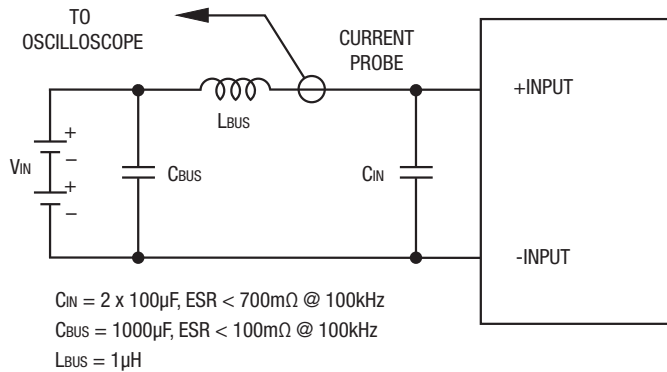 TO
OSCILLOSCOPE
CURRENT
PROBE
+INPUT
LBUS
VIN
+
−
+
−
CBUS
CIN
-INPUT
CIN = 2 x 100µF, ESR < 700mΩ @ 100kHz
CBUS = 1000µF, ESR < 100mΩ @ 100kHz
LBUS = 1µH